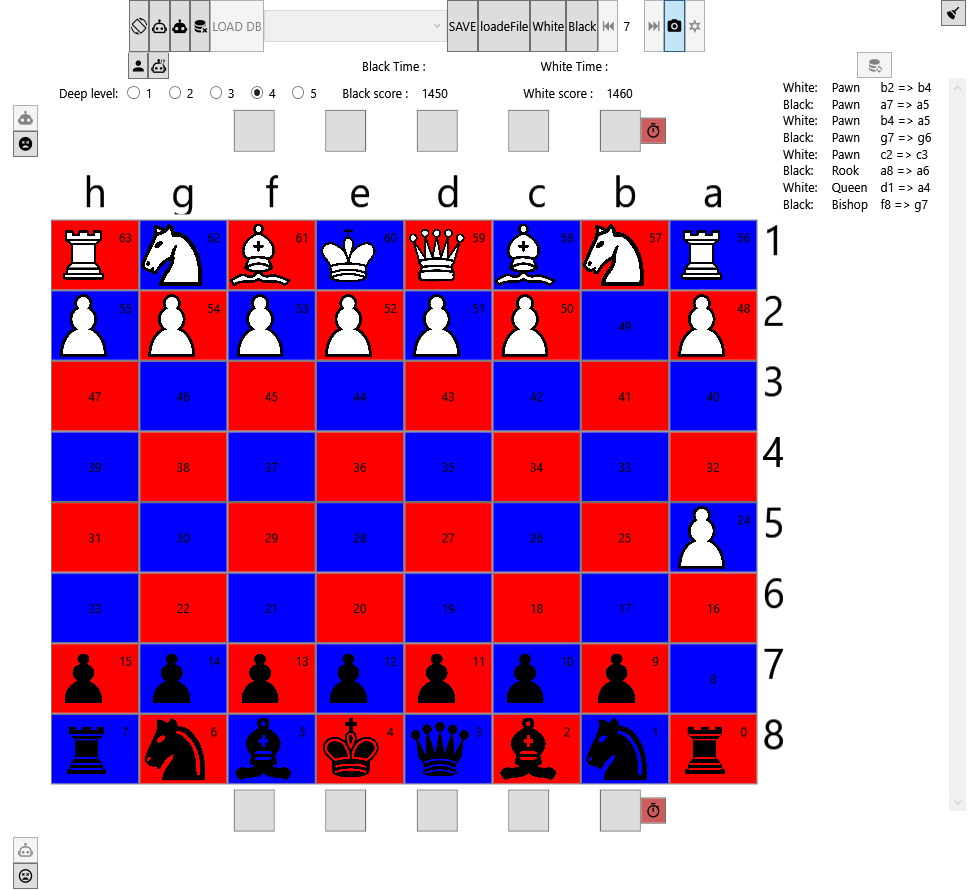 LOAD DB SAVE loadeFile White Black 7
Black Time : White Time :
Deep level: 1 2 3 4 5 Black score : 1450 White score : 1460
White: Pawn b2 => b4
Black: Pawn a7 => a5
White: Pawn b4 => a5
Black: Pawn g7 => g6
White: Pawn c2 => c3
Black: Rook a8 => a6
White: Queen d1 => a4
Black: Bishop f8 => g7
h g f e d c b a
63 62 61 60 59 58 57 56 1
55 54 53 52 51 50 49 48 2
47 46 45 44 43 42 41 40 3
39 38 37 36 35 34 33 32 4
31 30 29 28 27 26 25 24 5
23 22 21 20 19 18 17 16 6
15 14 13 12 11 10 9 8 7
7 6 5 4 3 2 1 0 8